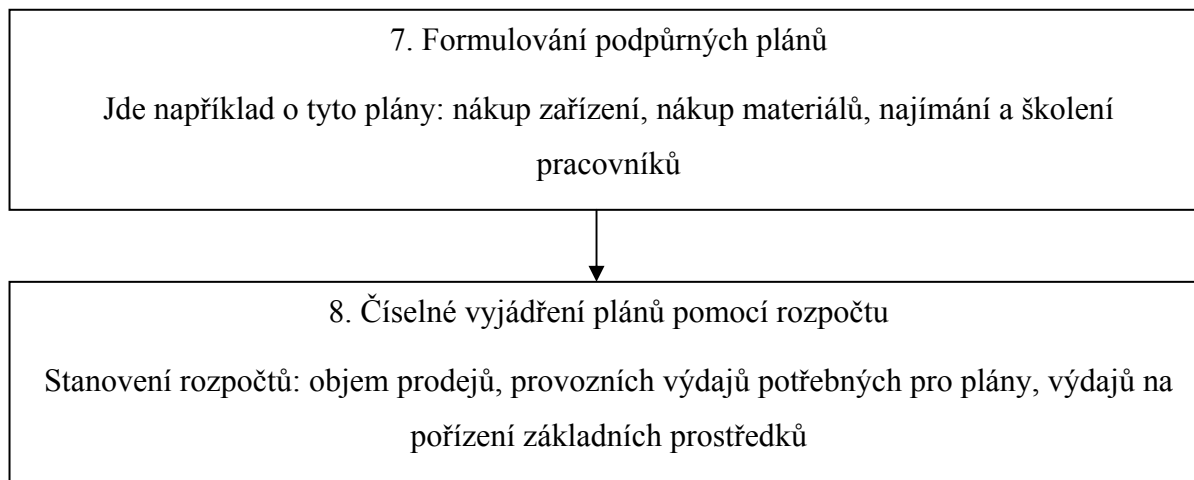 7. Formulování podpůrných plánů
Jde například o tyto plány: nákup zařízení, nákup materiálů, najímání a školení
pracovníků
8. Číselné vyjádření plánů pomocí rozpočtu
Stanovení rozpočtů: objem prodejů, provozních výdajů potřebných pro plány, výdajů na
pořízení základních prostředků